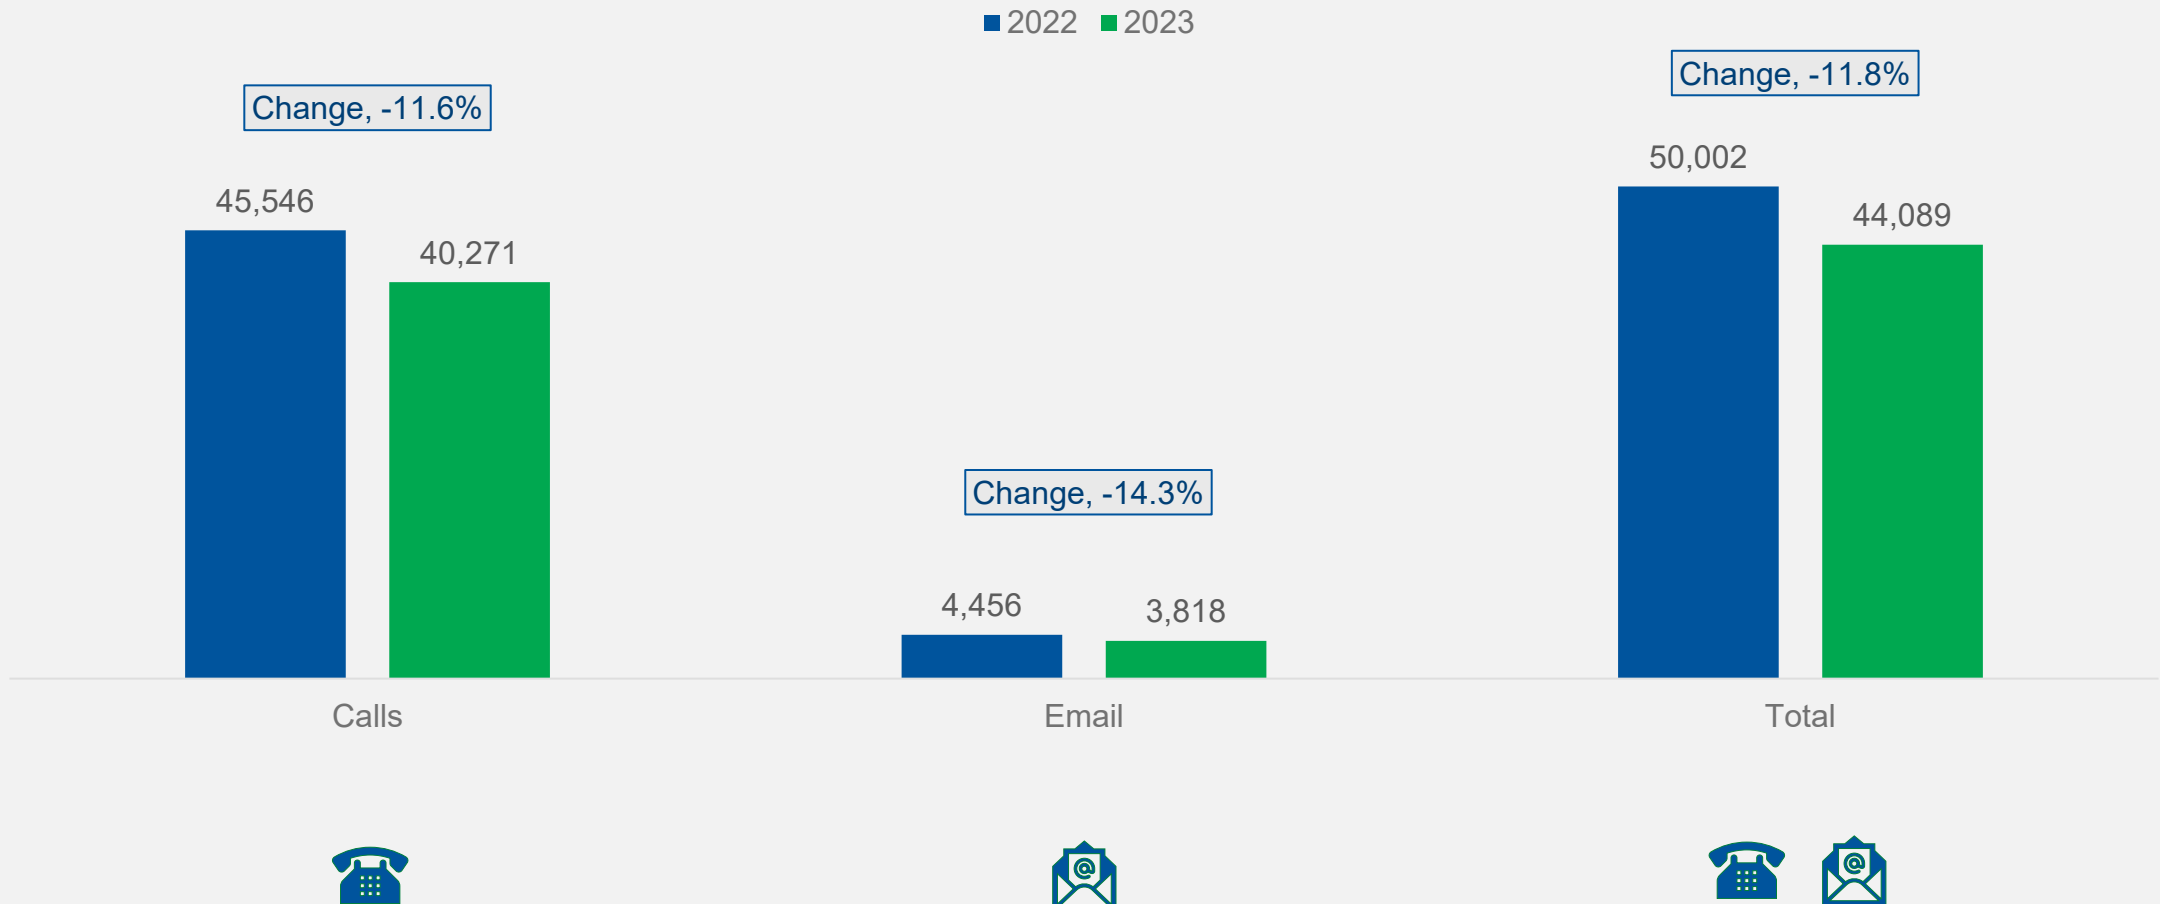 2022 2023
Change, -11.8%
Change, -11.6%
50,002
45,546
44,089
40,271
Change, -14.3%
4,456
3,818
Calls Email Total
@ @